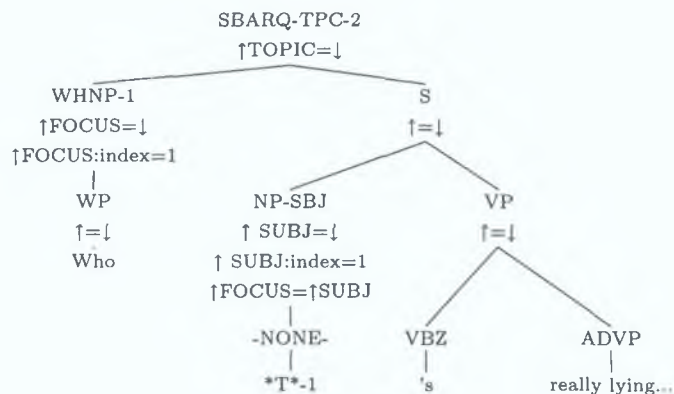 SBARQ-TPC-2
↑TOPIC=↓
WHNP-1 S
↑FOCUS=↓ ↑=↓
↑FOCUS:index=1
WP NP-SBJ VP
↑=↓ ↑ SUBJ=↓ ↑=↓
Who ↑ SUBJ:index=1
↑FOCUS=↑SUBJ
-NONE- VBZ ADVP
*T*-1 's really lying...